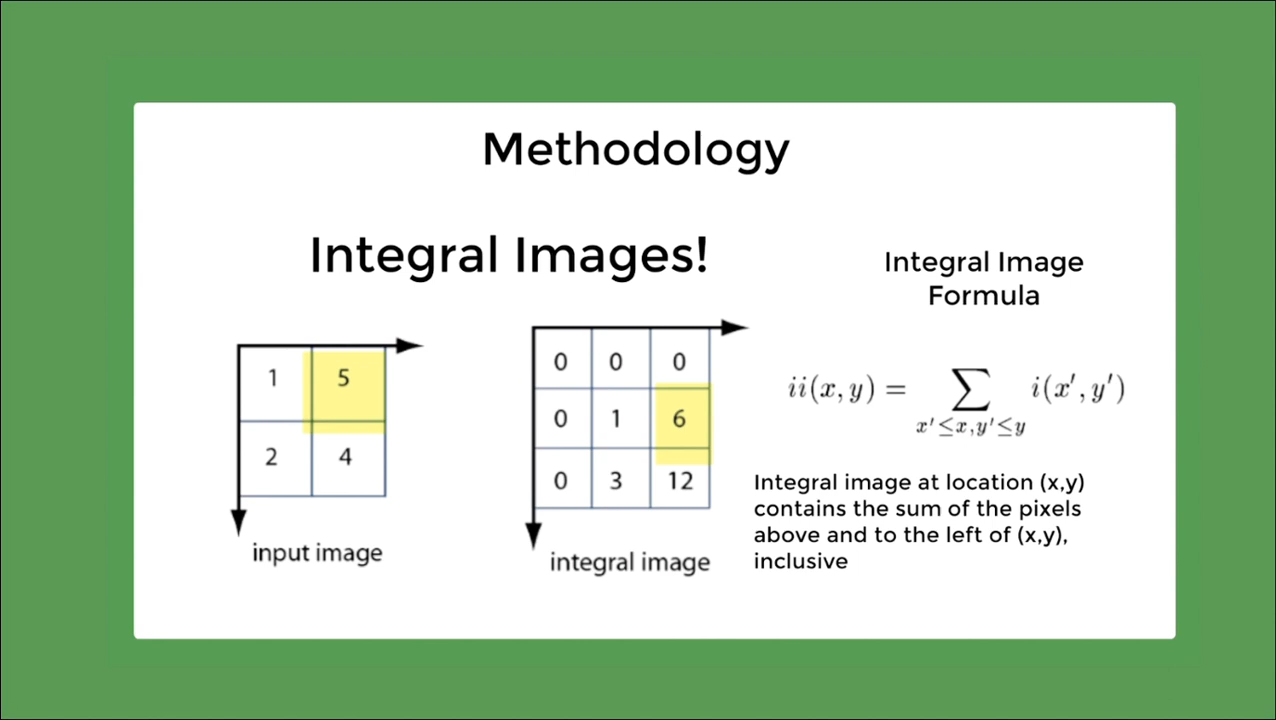 Methodology
Integral Images!
1 5
2 4
input image
0 0 0
0 1 6
0 3 12
integral image
Integral Image
Formula
ii(x, y) = ∑ i(x′, y′)
x′≤x,y′≤y
Integral image at location (x,y)
contains the sum of the pixels
above and to the left of (x,y),
inclusive